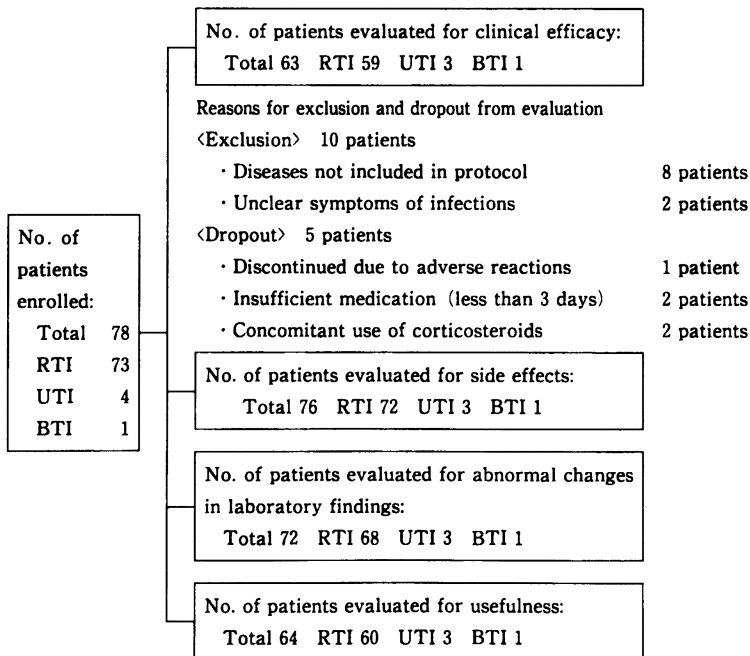 No. of patients enrolled:
Total 78
RTI 73
UTI 4
BTI 1
No. of patients evaluated for clinical efficacy:
Total 63 RTI 59 UTI 3 BTI 1
Reasons for exclusion and dropout from evaluation
〈Exclusion〉 10 patients
· Diseases not included in protocol 8 patients
· Unclear symptoms of infections 2 patients
〈Dropout〉 5 patients
· Discontinued due to adverse reactions 1 patient
· Insufficient medication (less than 3 days) 2 patients
· Concomitant use of corticosteroids 2 patients
No. of patients evaluated for side effects:
Total 76 RTI 72 UTI 3 BTI 1
No. of patients evaluated for abnormal changes
in laboratory findings:
Total 72 RTI 68 UTI 3 BTI 1
No. of patients evaluated for usefulness:
Total 64 RTI 60 UTI 3 BTI 1